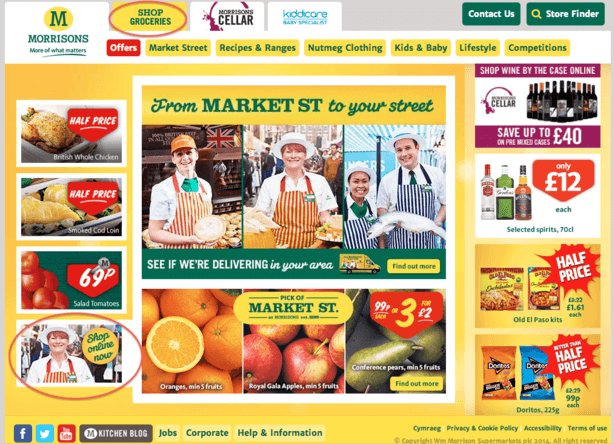 M
MORRISONS
More of what matters
SHOP
GROCERIES
MORRISONS
CELLAR
kiddicare
BABY SPECIALIST
Contact Us
Store Finder
Offers
Market Street
Recipes & Ranges
Nutmeg Clothing
Kids & Baby
Lifestyle
Competitions
HALF PRICE
British Whole Chicken
HALF PRICE
Smoked Cod Loin
M
69p
Salad Tomatoes
Shop
online
now
From MARKET ST to your street
SEE IF WE'RE DELIVERING in your area
Find out more
PICK OF
MARKET ST.
99p
EACH
OR
3
FOR
£2
Oranges, min 5 fruits
Royal Gala Apples, min 5 fruits
Conference pears, min 5 fruits
Find out more
SHOP WINE BY THE CASE ONLINE
MORRISONS
CELLAR
SAVE UP TO
ON PRE MIXED CASES
£40
only
£12
each
Selected spirits, 70cl
HALF
PRICE
£3.22
£1.61
each
Old El Paso kits
BETTER THAN
HALF
PRICE
Doritos
Doritos
£2.29
99p
each
Doritos, 225g
M KITCHEN BLOG
Jobs
Corporate
Help & Information
Cymraeg
Privacy & Cookie Policy
Accessibility
Terms of use
© Copyright Wm Morrison Supermarkets plc 2014. All rights